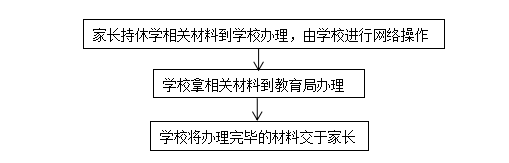 家长持休学相关材料到学校办理，由学校进行网络操作
学校拿相关材料到教育局办理
学校将办理完毕的材料交于家长